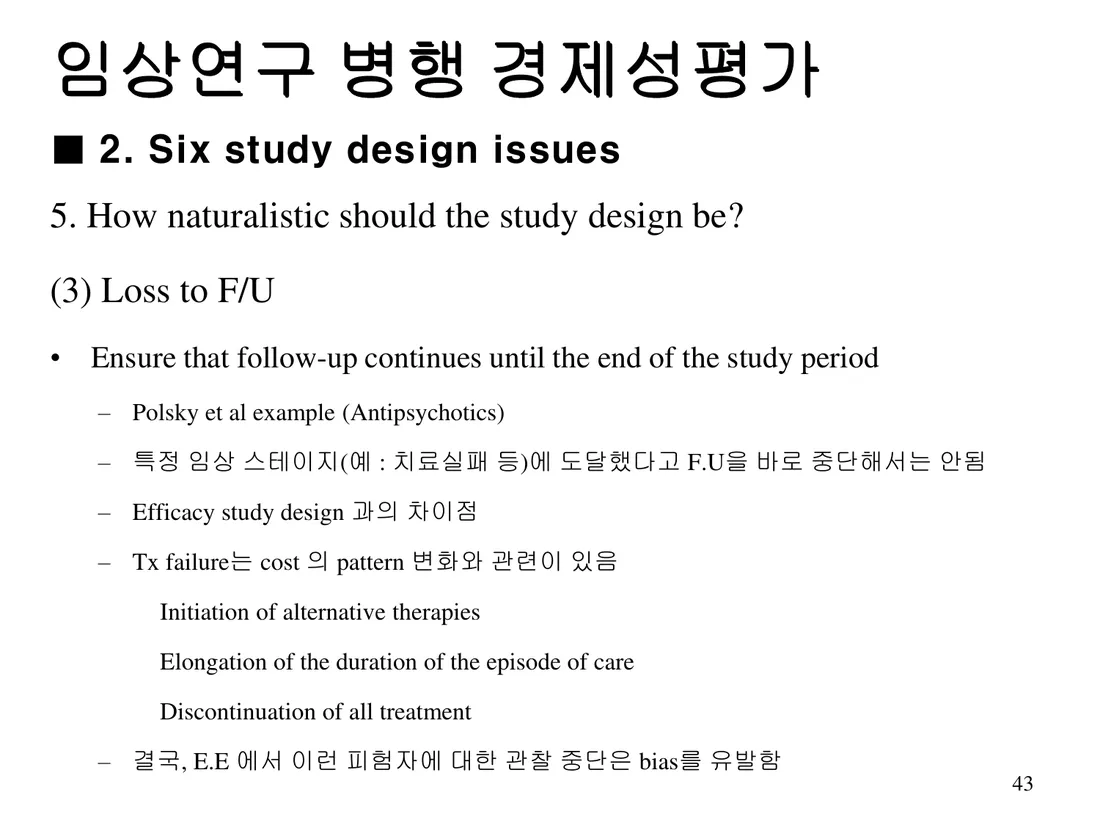 임상연구 병행 경제성평가
■ 2. Six study design issues
5. How naturalistic should the study design be?
(3) Loss to F/U
• Ensure that follow-up continues until the end of the study period
– Polsky et al example (Antipsychotics)
– 특정 임상 스테이지(예 : 치료실패 등)에 도달했다고 F.U을 바로 중단해서는 안됨
– Efficacy study design 과의 차이점
– Tx failure는 cost 의 pattern 변화와 관련이 있음
Initiation of alternative therapies
Elongation of the duration of the episode of care
Discontinuation of all treatment
– 결국, E.E 에서 이런 피험자에 대한 관찰 중단은 bias를 유발함
43